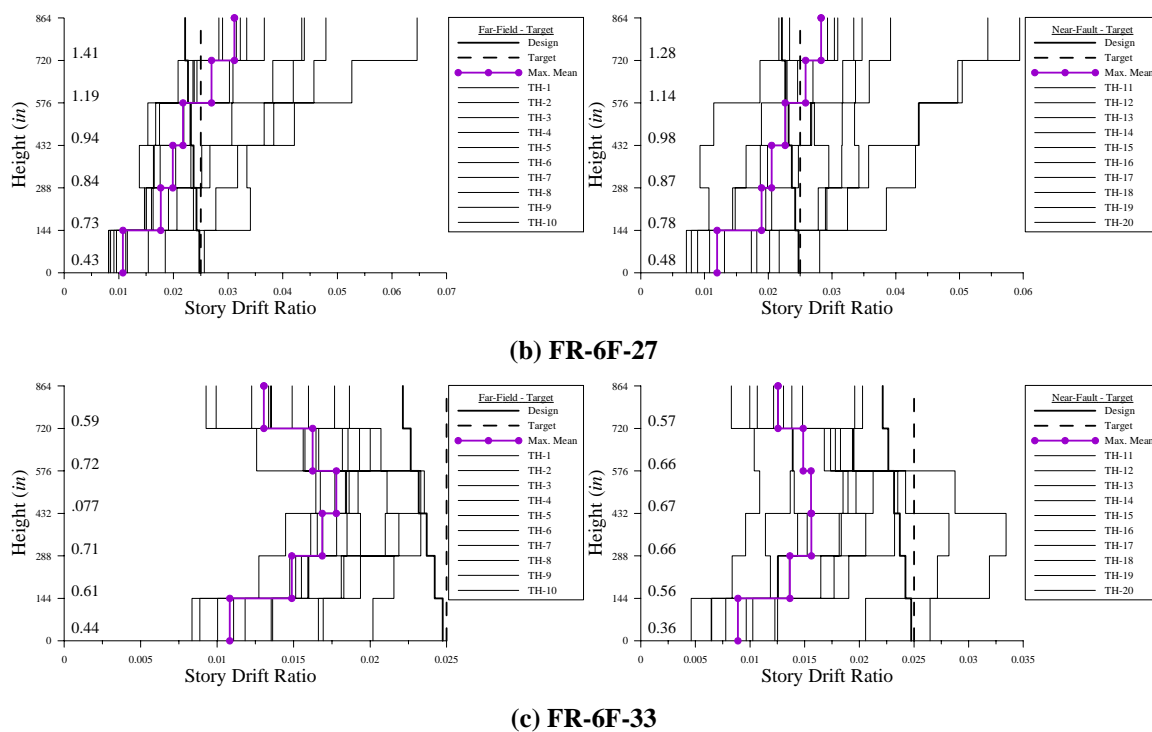 864
720
576
432
288
144
0
Height (in)
1.41
1.19
0.94
0.84
0.73
0.43
0
0.01
0.02
0.03
0.04
0.05
0.06
0.07
Story Drift Ratio
Far-Field - Target
Design
Target
Max. Mean
TH-1
TH-2
TH-3
TH-4
TH-5
TH-6
TH-7
TH-8
TH-9
TH-10
864
720
576
432
288
144
0
Height (in)
1.28
1.14
0.98
0.87
0.78
0.48
0
0.01
0.02
0.03
0.04
0.05
0.06
Story Drift Ratio
Near-Fault - Target
Design
Target
Max. Mean
TH-11
TH-12
TH-13
TH-14
TH-15
TH-16
TH-17
TH-18
TH-19
TH-20
(b) FR-6F-27
864
720
576
432
288
144
0
Height (in)
0.59
0.72
.077
0.71
0.61
0.44
0
0.005
0.01
0.015
0.02
0.025
Story Drift Ratio
Far-Field - Target
Design
Target
Max. Mean
TH-1
TH-2
TH-3
TH-4
TH-5
TH-6
TH-7
TH-8
TH-9
TH-10
864
720
576
432
288
144
0
Height (in)
0.57
0.66
0.67
0.66
0.56
0.36
0
0.005
0.01
0.015
0.02
0.025
0.03
0.035
Story Drift Ratio
Near-Fault - Target
Design
Target
Max. Mean
TH-11
TH-12
TH-13
TH-14
TH-15
TH-16
TH-17
TH-18
TH-19
TH-20
(c) FR-6F-33